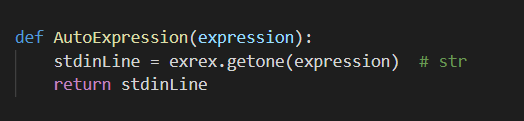 def AutoExpression(expression):
    stdinLine = exrex.getone(expression)  # str
    return stdinLine